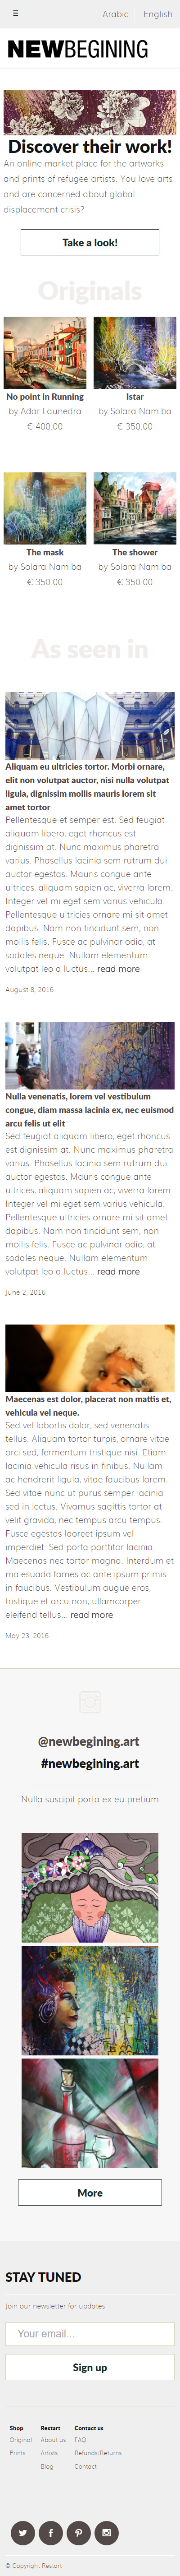 ☰ Arabic English
NEWBEGINING
Discover their work!
An online market place for the artworks
and prints of refugee artists. You love arts
and are concerned about global
displacement crisis?
Take a look!
Originals
No point in Running
by Adar Launedra
€ 400.00
Istar
by Solara Namiba
€ 350.00
The mask
by Solara Namiba
€ 350.00
The shower
by Solara Namiba
€ 350.00
As seen in
Aliquam eu ultricies tortor. Morbi ornare,
elit non volutpat auctor, nisi nulla volutpat
ligula, dignissim mollis mauris lorem sit
amet tortor
Pellentesque et semper est. Sed feugiat
aliquam libero, eget rhoncus est
dignissim at. Nunc maximus pharetra
varius. Phasellus lacinia sem rutrum dui
auctor egestas. Mauris congue ante
ultrices, aliquam sapien ac, viverra lorem.
Integer vel mi eget sem varius vehicula.
Pellentesque ultricies ornare mi sit amet
dapibus. Nam non tincidunt sem, non
mollis felis. Fusce ac pulvinar odio, at
sodales neque. Nullam elementum
volutpat leo a luctus... read more
August 8, 2016
Nulla venenatis, lorem vel vestibulum
congue, diam massa lacinia ex, nec euismod
arcu felis ut elit
Sed feugiat aliquam libero, eget rhoncus
est dignissim at. Nunc maximus pharetra
varius. Phasellus lacinia sem rutrum dui
auctor egestas. Mauris congue ante
ultrices, aliquam sapien ac, viverra lorem.
Integer vel mi eget sem varius vehicula.
Pellentesque ultricies ornare mi sit amet
dapibus. Nam non tincidunt sem, non
mollis felis. Fusce ac pulvinar odio, at
sodales neque. Nullam elementum
volutpat leo a luctus... read more
June 2, 2016
Maecenas est dolor, placerat non mattis et,
vehicula vel neque.
Sed vel lobortis dolor, sed venenatis
tellus. Aliquam tortor turpis, ornare vitae
orci sed, fermentum tristique nisi. Etiam
lacinia vehicula risus in finibus. Nullam
ac hendrerit ligula, vitae faucibus lorem.
Sed vitae nunc ut purus semper lacinia
sed in lectus. Vivamus sagittis tortor at
velit gravida, nec tempus arcu tempus.
Fusce egestas laoreet ipsum vel
imperdiet. Sed porta porttitor lacinia.
Maecenas nec tortor magna. Interdum et
malesuada fames ac ante ipsum primis
in faucibus. Vestibulum augue eros,
tristique et arcu non, ullamcorper
eleifend tellus... read more
May 23, 2016
@newbegining.art
#newbegining.art
Nulla suscipit porta ex eu pretium
More
STAY TUNED
Join our newsletter for updates
Your email...
Sign up
Shop
Original
Prints
Restart
About us
Artists
Blog
Contact us
FAQ
Refunds/Returns
Contact
© Copyright Restart